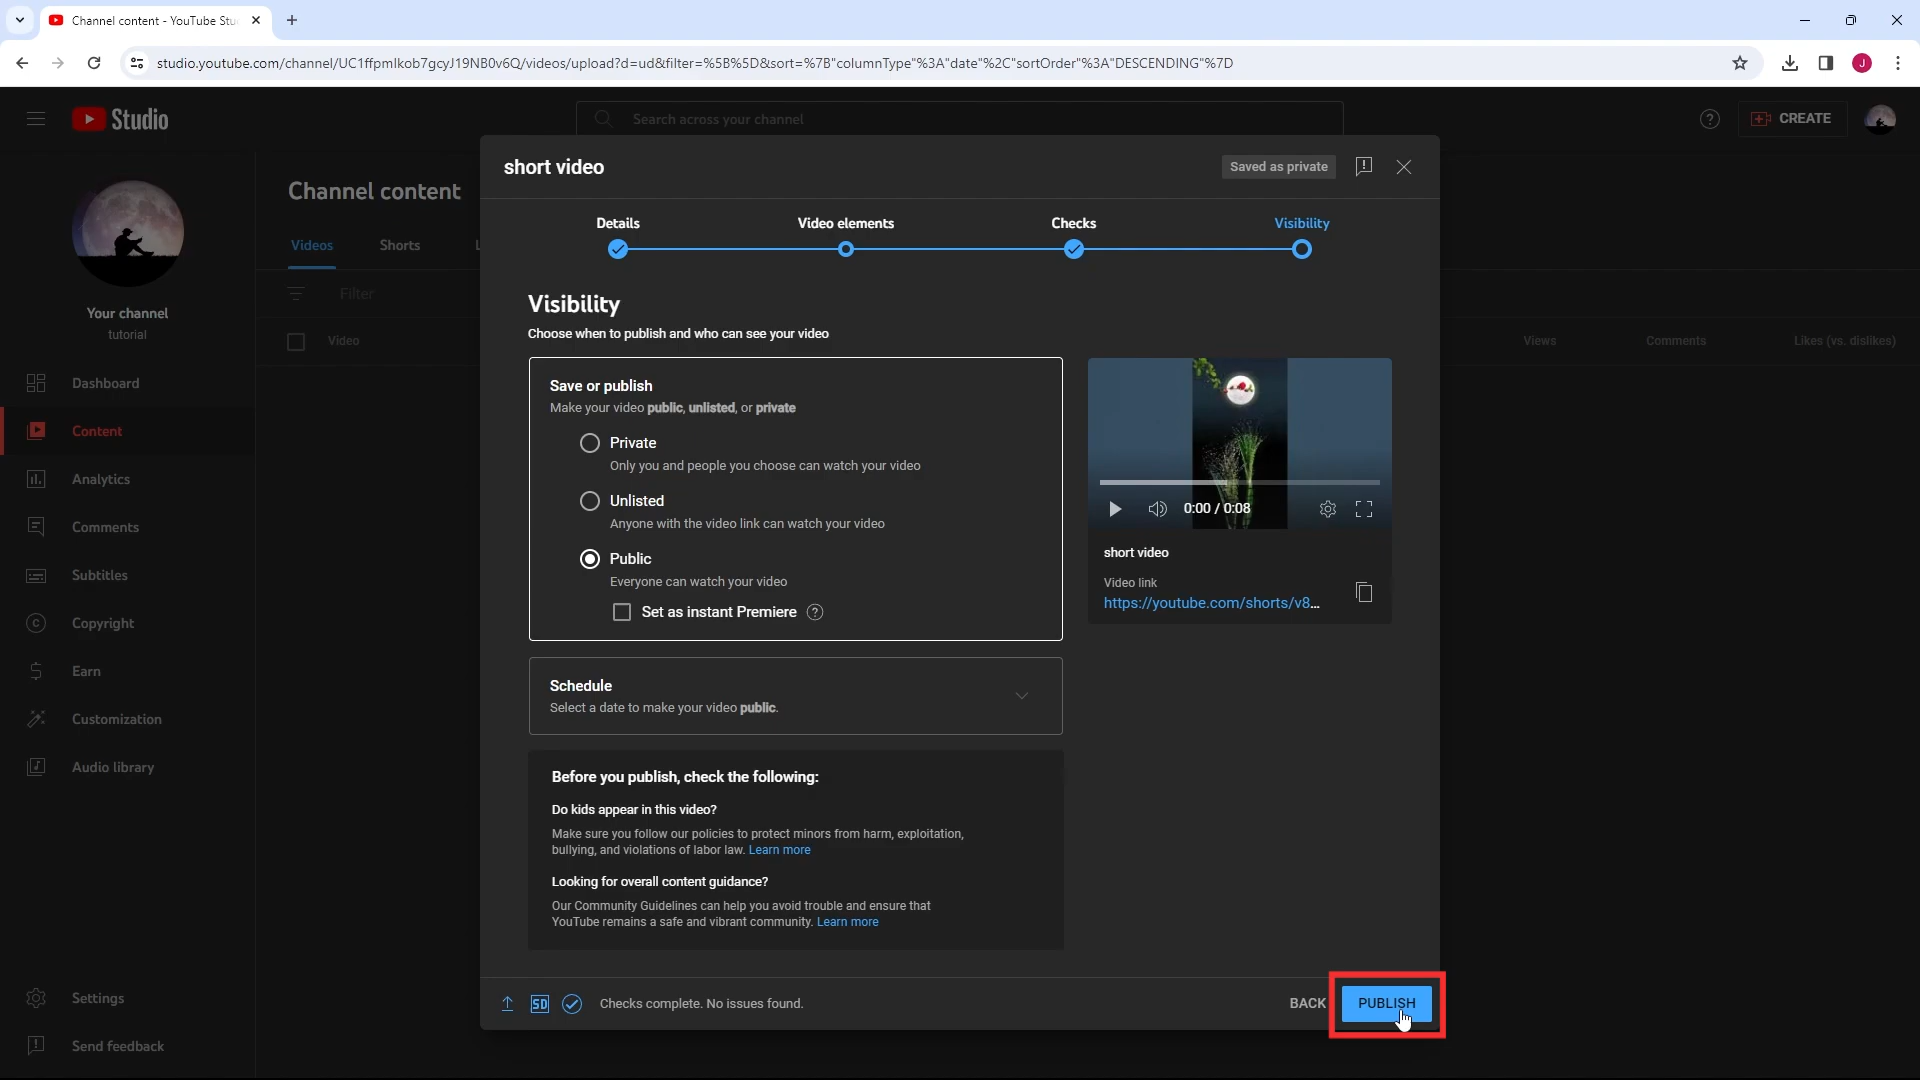 Channel content - YouTube Stu
studio.youtube.com/channel/UC1ffpmIkob7gcyJ19NB0v6Q/videos/upload?d=ud&filter=%5B%5D&sort=%7B"columnType"%3A"date"%2C"sortOrder"%3A"DESCENDING"%7D
J
Studio
Search across your channel
CREATE
short video
Saved as private
Channel content
Details
Video elements
Checks
Visibility
Videos
Shorts
L
Filter
Video
Views
Comments
Likes (vs. dislikes)
Your channel
tutorial
Dashboard
Content
Analytics
Comments
Subtitles
Copyright
Earn
Customization
Audio library
Settings
Send feedback
Visibility
Choose when to publish and who can see your video
Save or publish
Make your video public, unlisted, or private
Private
Only you and people you choose can watch your video
Unlisted
Anyone with the video link can watch your video
Public
Everyone can watch your video
Set as instant Premiere
Schedule
Select a date to make your video public.
Before you publish, check the following:
Do kids appear in this video?
Make sure you follow our policies to protect minors from harm, exploitation,
bullying, and violations of labor law. Learn more
Looking for overall content guidance?
Our Community Guidelines can help you avoid trouble and ensure that
YouTube remains a safe and vibrant community. Learn more
0:00 / 0:08
short video
Video link
https://youtube.com/shorts/v8...
SD
Checks complete. No issues found.
BACK
PUBLISH